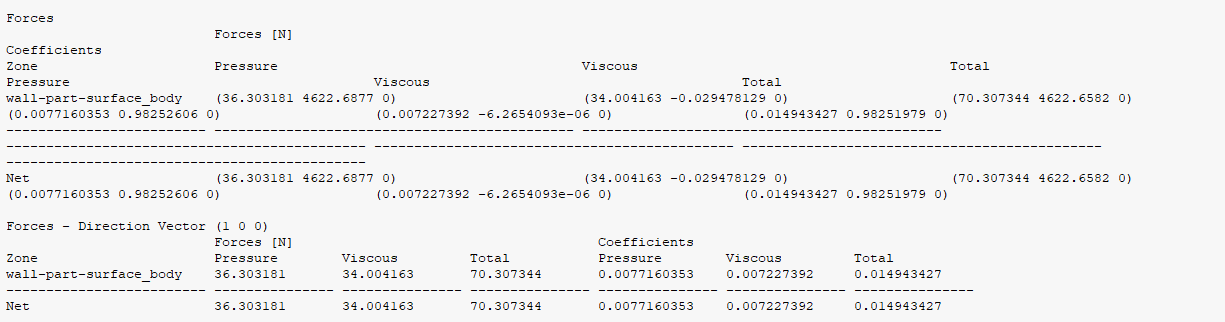 Forces
Forces [N]
Coefficients
Zone Pressure Viscous Total
Pressure Viscous Total
wall-part-surface_body (36.303181 4622.6877 0) (34.004163 -0.029478129 0) (70.307344 4622.6582 0)
(0.0077160353 0.98252606 0) (0.007227392 -6.2654093e-06 0) (0.014943427 0.98251979 0)
------------------------- --------------------------------------------- ---------------------------------------------
--------------------------------------------- --------------------------------------------- ---------------------------------------------
---------------------------------------------
Net (36.303181 4622.6877 0) (34.004163 -0.029478129 0) (70.307344 4622.6582 0)
(0.0077160353 0.98252606 0) (0.007227392 -6.2654093e-06 0) (0.014943427 0.98251979 0)
Forces - Direction Vector (1 0 0)
Forces [N] Coefficients
Zone Pressure Viscous Total Pressure Viscous Total
wall-part-surface_body 36.303181 34.004163 70.307344 0.0077160353 0.007227392 0.014943427
------------------------- --------------- --------------- --------------- --------------- --------------- ---------------
Net 36.303181 34.004163 70.307344 0.0077160353 0.007227392 0.014943427